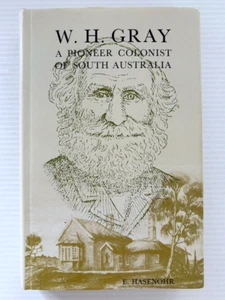 W. H. GRAY
A PIONEER COLONIST
OF SOUTH AUSTRALIA
E. HASENOHR